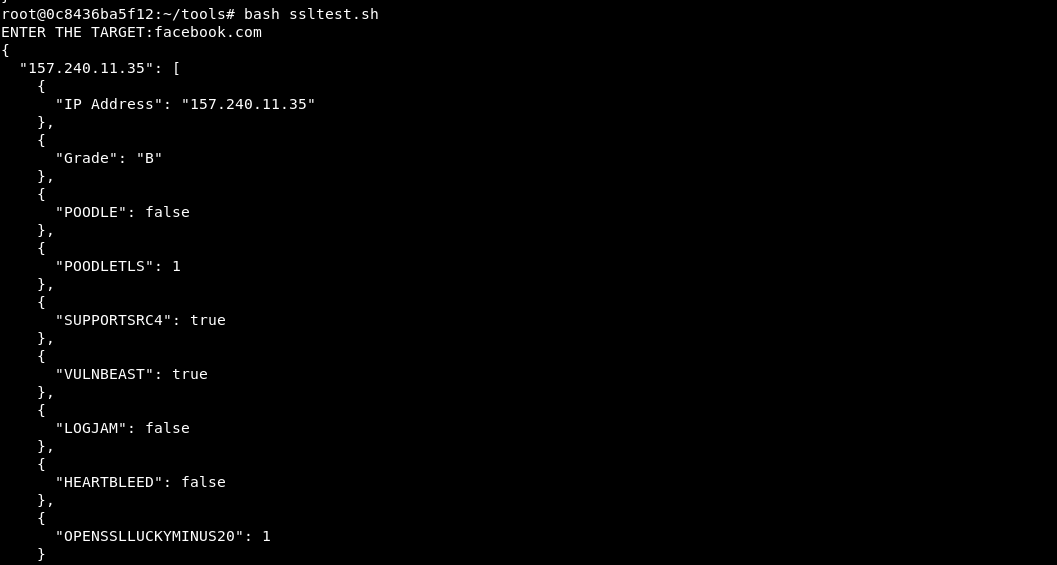 root@0c8436ba5f12:~/tools# bash ssltest.sh
ENTER THE TARGET:facebook.com
{
  "157.240.11.35": [
    {
      "IP Address": "157.240.11.35"
    },
    {
      "Grade": "B"
    },
    {
      "POODLE": false
    },
    {
      "POODLETLS": 1
    },
    {
      "SUPPORTSRC4": true
    },
    {
      "VULNBEAST": true
    },
    {
      "LOGJAM": false
    },
    {
      "HEARTBLEED": false
    },
    {
      "OPENSSLLUCKYMINUS20": 1
    }